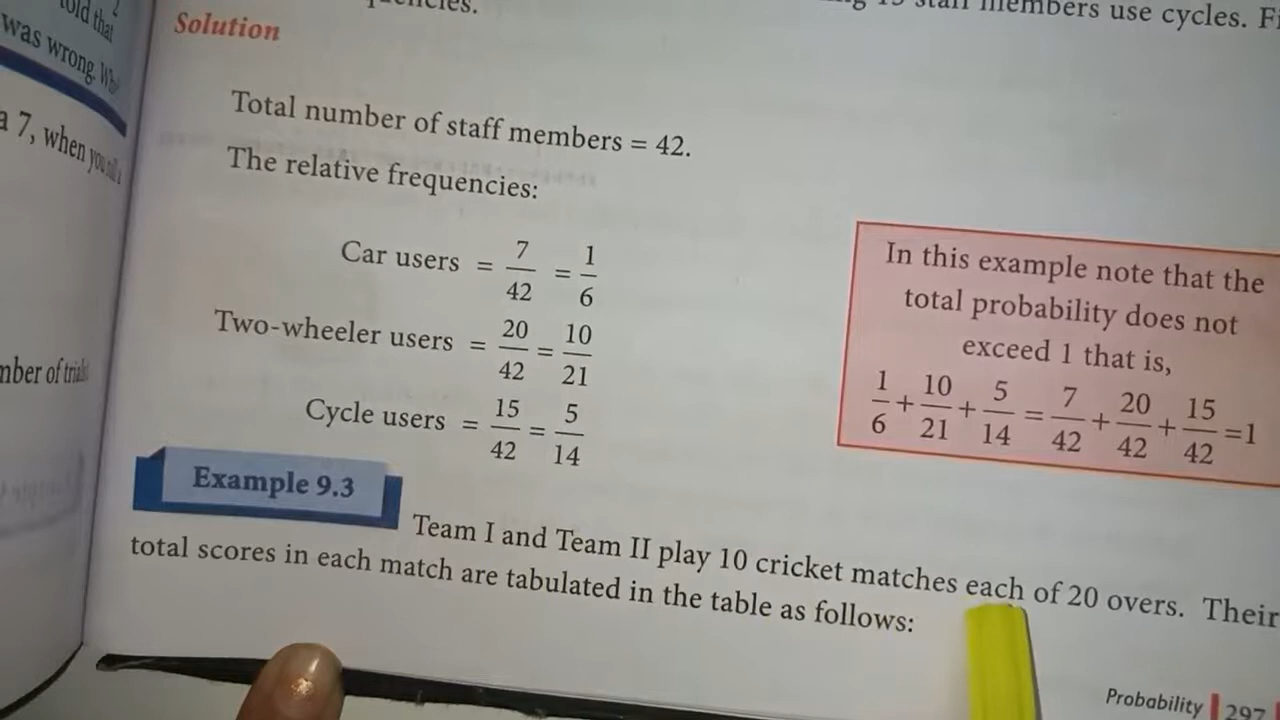 told that
was wrong.
a 7, when you
mber of trials
staff members use cycles.
Solution
Total number of staff members = 42.
The relative frequencies:
Car users = 7/42 = 1/6
Two-wheeler users = 20/42 = 10/21
Cycle users = 15/42 = 5/14
In this example note that the
total probability does not
exceed 1 that is,
1/6 + 10/21 + 5/14 = 7/42 + 20/42 + 15/42 =1
Example 9.3
Team I and Team II play 10 cricket matches each of 20 overs. Their
total scores in each match are tabulated in the table as follows:
Probability 297